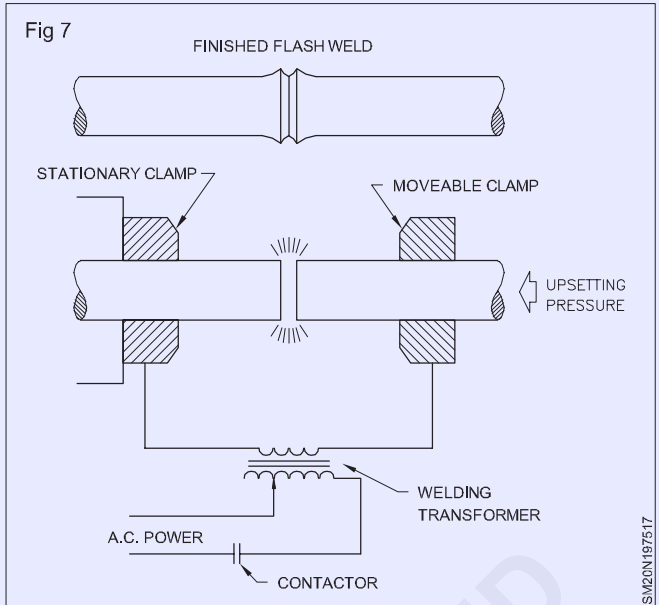 Fig 7
FINISHED FLASH WELD
STATIONARY CLAMP
MOVEABLE CLAMP
UPSETTING
PRESSURE
WELDING
TRANSFORMER
A.C. POWER
CONTACTOR
SM20N197517